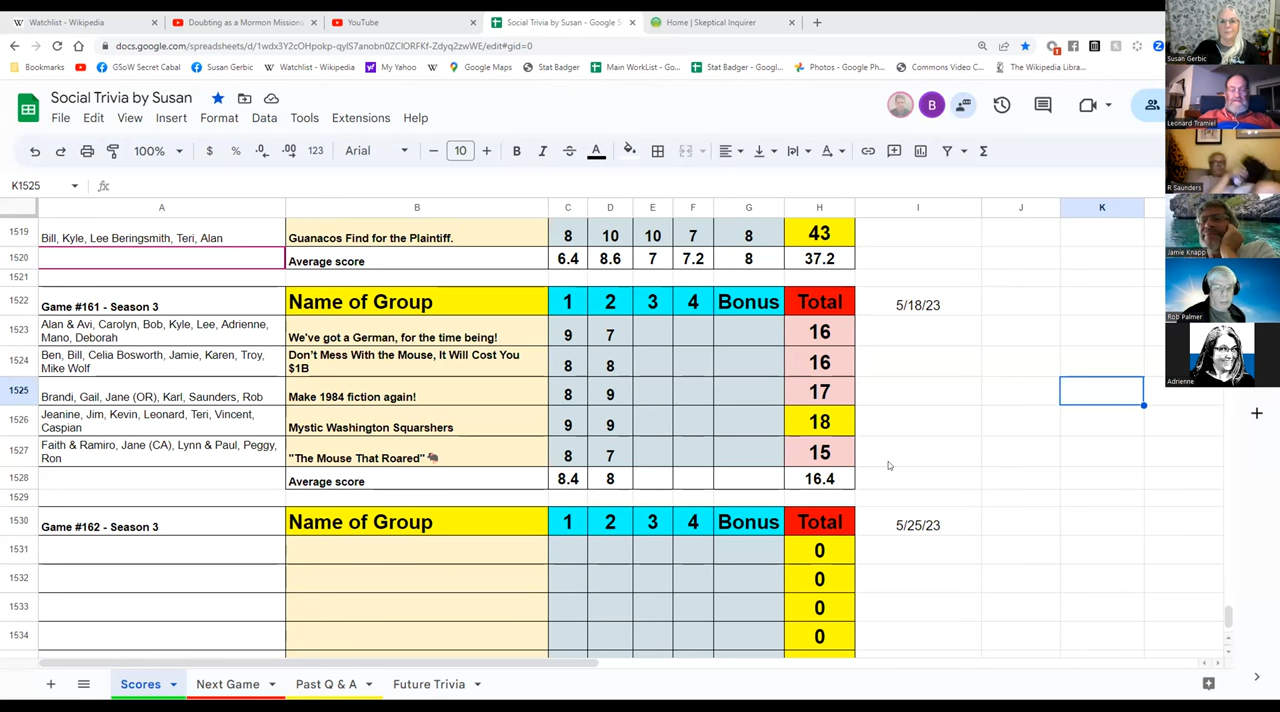 Watchlist - Wikipedia
Doubting as a Mormon Missiona
YouTube
Social Trivia by Susan - Google S
Home | Skeptical Inquirer
docs.google.com/spreadsheets/d/
edit#gid=0
Bookmarks
GSoW Secret Cabal
Susan Gerbic
Watchlist - Wikipedia
My Yahoo
Google Maps
Stat Badger
Main WorkList - Go...
Stat Badger - Googl...
Photos - Google Ph...
Commons Video C...
The Wikipedia Libra...
Social Trivia by Susan
File Edit View Insert Format Data Tools Extensions Help
100% $ % .0 .00 123 Arial 10 B I A
K1525 fx
A B C D E F G H I J K
1519 Bill, Kyle, Lee Beringsmith, Teri, Alan Guanacos Find for the Plaintiff. 8 10 10 7 8 43
1520 Average score 6.4 8.6 7 7.2 8 37.2
1521
1522 Game #161 - Season 3 Name of Group 1 2 3 4 Bonus Total 5/18/23
1523 Alan & Avi, Carolyn, Bob, Kyle, Lee, Adrienne,
Mano, Deborah We've got a German, for the time being! 9 7 16
1524 Ben, Bill, Celia Bosworth, Jamie, Karen, Troy,
Mike Wolf Don't Mess With the Mouse, It Will Cost You
$1B 8 8 16
1525 Brandi, Gail, Jane (OR), Karl, Saunders, Rob Make 1984 fiction again! 8 9 17
1526 Jeanine, Jim, Kevin, Leonard, Teri, Vincent,
Caspian Mystic Washington Squarshers 9 9 18
1527 Faith & Ramiro, Jane (CA), Lynn & Paul, Peggy,
Ron "The Mouse That Roared" 8 7 15
1528 Average score 8.4 8 16.4
1529
1530 Game #162 - Season 3 Name of Group 1 2 3 4 Bonus Total 5/25/23
1531 0
1532 0
1533 0
1534 0
Scores Next Game Past Q & A Future Trivia
Susan Gerbic
Leonard Tramiel
R Saunders
Jamie Knapp
Rob Palmer
Adrienne